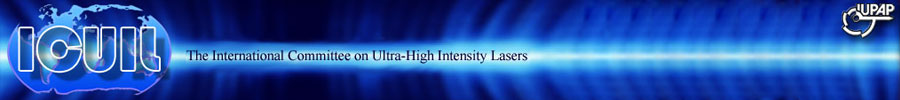 ICUIL
The International Committee on Ultra-High Intensity Lasers
IUPAP